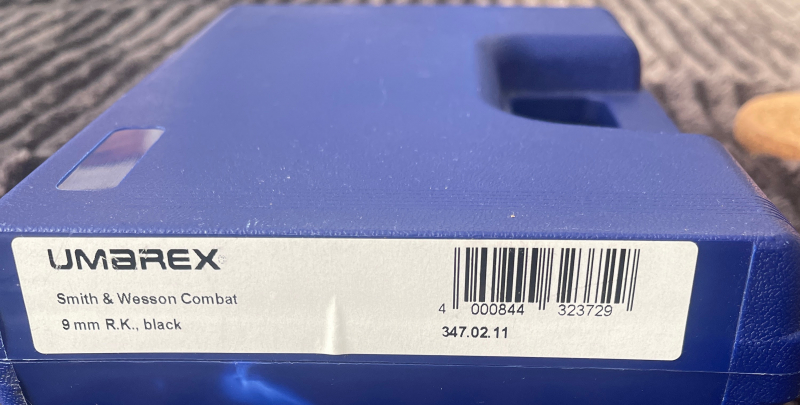 UMAREX
Smith & Wesson Combat
9 mm R.K., black
4 000844 323729
347.02.11